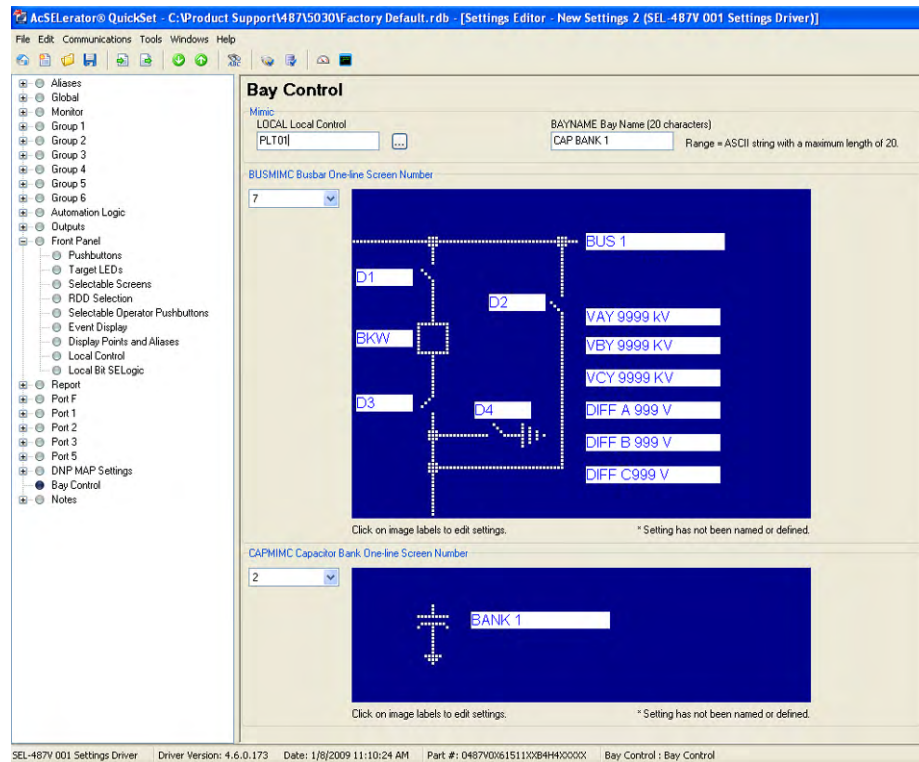 AcSELerator® QuickSet - C:\Product Support\487\5030\Factory Default.rdb - [Settings Editor - New Settings 2 (SEL-487V 001 Settings Driver)]
File Edit Communications Tools Windows Help
Aliases
Global
Monitor
Group 1
Group 2
Group 3
Group 4
Group 5
Group 6
Automation Logic
Outputs
Front Panel
Pushbuttons
Target LEDs
Selectable Screens
RDD Selection
Selectable Operator Pushbuttons
Event Display
Display Points and Aliases
Local Control
Local Bit SELogic
Report
Port F
Port 1
Port 2
Port 3
Port 5
DNP MAP Settings
Bay Control
Notes
Bay Control
Mimic
LOCAL Local Control
PLT01
...
BAYNAME Bay Name (20 characters)
CAP BANK 1
Range = ASCII string with a maximum length of 20.
BUSMIMC Busbar One-line Screen Number
7
BUS 1
D1
D2
BKW
D3
D4
VAY 9999 kV
VBY 9999 KV
VCY 9999 KV
DIFF A 999 V
DIFF B 999 V
DIFF C999 V
Click on image labels to edit settings.
* Setting has not been named or defined.
CAPMIMC Capacitor Bank One-line Screen Number
2
BANK 1
Click on image labels to edit settings.
* Setting has not been named or defined.
SEL-487V 001 Settings Driver Driver Version: 4.6.0.173 Date: 1/8/2009 11:10:24 AM Part #: 0487V0X61511XXB4H4XXXXX Bay Control : Bay Control